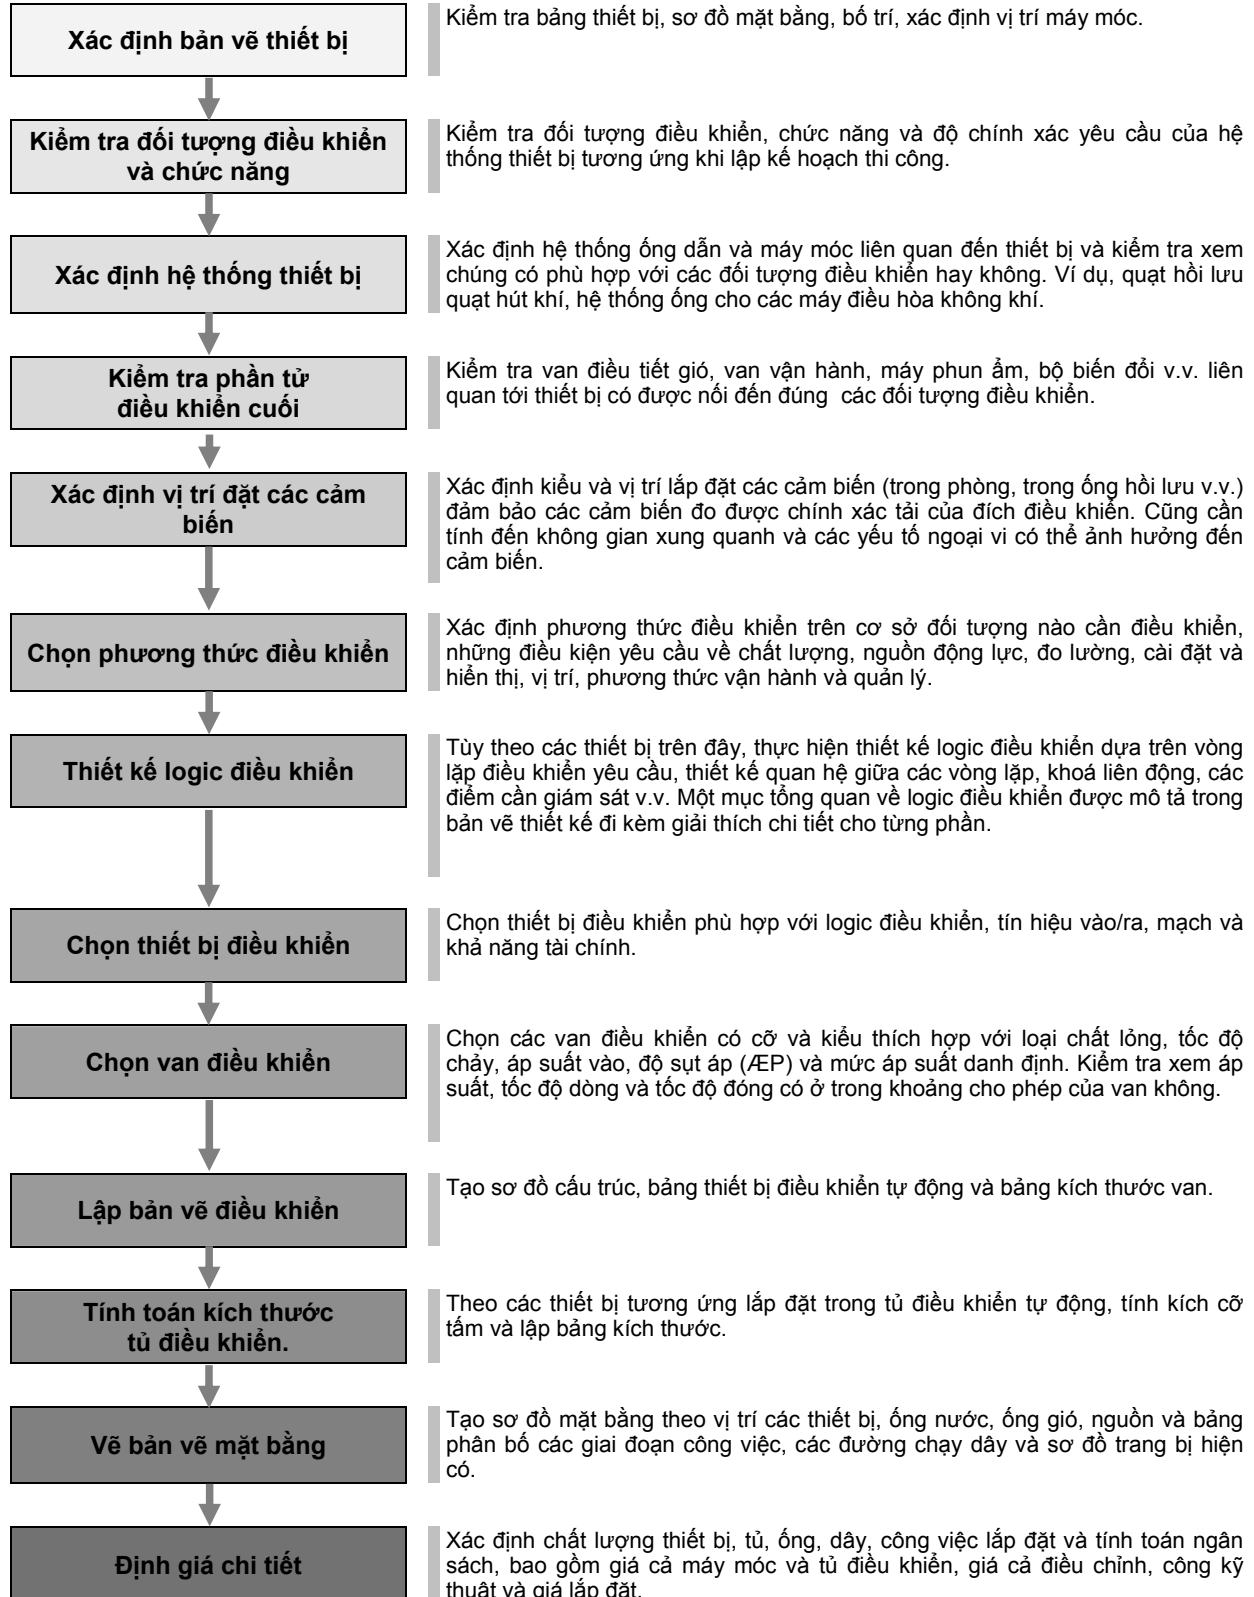 Xác định bản vẽ thiết bị
Kiểm tra bảng thiết bị, sơ đồ mặt bằng, bố trí, xác định vị trí máy móc.
Kiểm tra đối tượng điều khiển
và chức năng
Kiểm tra đối tượng điều khiển, chức năng và độ chính xác yêu cầu của hệ
thống thiết bị tương ứng khi lập kế hoạch thi công.
Xác định hệ thống thiết bị
Xác định hệ thống ống dẫn và máy móc liên quan đến thiết bị và kiểm tra xem
chúng có phù hợp với các đối tượng điều khiển hay không. Ví dụ, quạt hồi lưu
quạt hút khí, hệ thống ống cho các máy điều hòa không khí.
Kiểm tra phần tử
điều khiển cuối
Kiểm tra van điều tiết gió, van vận hành, máy phun ẩm, bộ biến đổi v.v. liên
quan tới thiết bị có được nối đến đúng  các đối tượng điều khiển.
Xác định vị trí đặt các cảm
biến
Xác định kiểu và vị trí lắp đặt các cảm biến (trong phòng, trong ống hồi lưu v.v.)
đảm bảo các cảm biến đo được chính xác tải của đích điều khiển. Cũng cần
tính đến không gian xung quanh và các yếu tố ngoại vi có thể ảnh hưởng đến
cảm biến.
Chọn phương thức điều khiển
Xác định phương thức điều khiển trên cơ sở đối tượng nào cần điều khiển,
những điều kiện yêu cầu về chất lượng, nguồn động lực, đo lường, cài đặt và
hiển thị, vị trí, phương thức vận hành và quản lý.
Thiết kế logic điều khiển
Tùy theo các thiết bị trên đây, thực hiện thiết kế logic điều khiển dựa trên vòng
lặp điều khiển yêu cầu, thiết kế quan hệ giữa các vòng lặp, khoá liên động, các
điểm cần giám sát v.v. Một mục tổng quan về logic điều khiển được mô tả trong
bản vẽ thiết kế đi kèm giải thích chi tiết cho từng phần.
Chọn thiết bị điều khiển
Chọn thiết bị điều khiển phù hợp với logic điều khiển, tín hiệu vào/ra, mạch và
khả năng tài chính.
Chọn van điều khiển
Chọn các van điều khiển có cỡ và kiểu thích hợp với loại chất lỏng, tốc độ
chảy, áp suất vào, độ sụt áp (ÆP) và mức áp suất danh định. Kiểm tra xem áp
suất, tốc độ dòng và tốc độ đóng có ở trong khoảng cho phép của van không.
Lập bản vẽ điều khiển
Tạo sơ đồ cấu trúc, bảng thiết bị điều khiển tự động và bảng kích thước van.
Tính toán kích thước
tủ điều khiển.
Theo các thiết bị tương ứng lắp đặt trong tủ điều khiển tự động, tính kích cỡ
tấm và lập bảng kích thước.
Vẽ bản vẽ mặt bằng
Tạo sơ đồ mặt bằng theo vị trí các thiết bị, ống nước, ống gió, nguồn và bảng
phân bố các giai đoạn công việc, các đường chạy dây và sơ đồ trang bị hiện
có.
Định giá chi tiết
Xác định chất lượng thiết bị, tủ, ống, dây, công việc lắp đặt và tính toán ngân
sách, bao gồm giá cả máy móc và tủ điều khiển, giá cả điều chỉnh, công kỹ
thuật và giá lắp đặt.